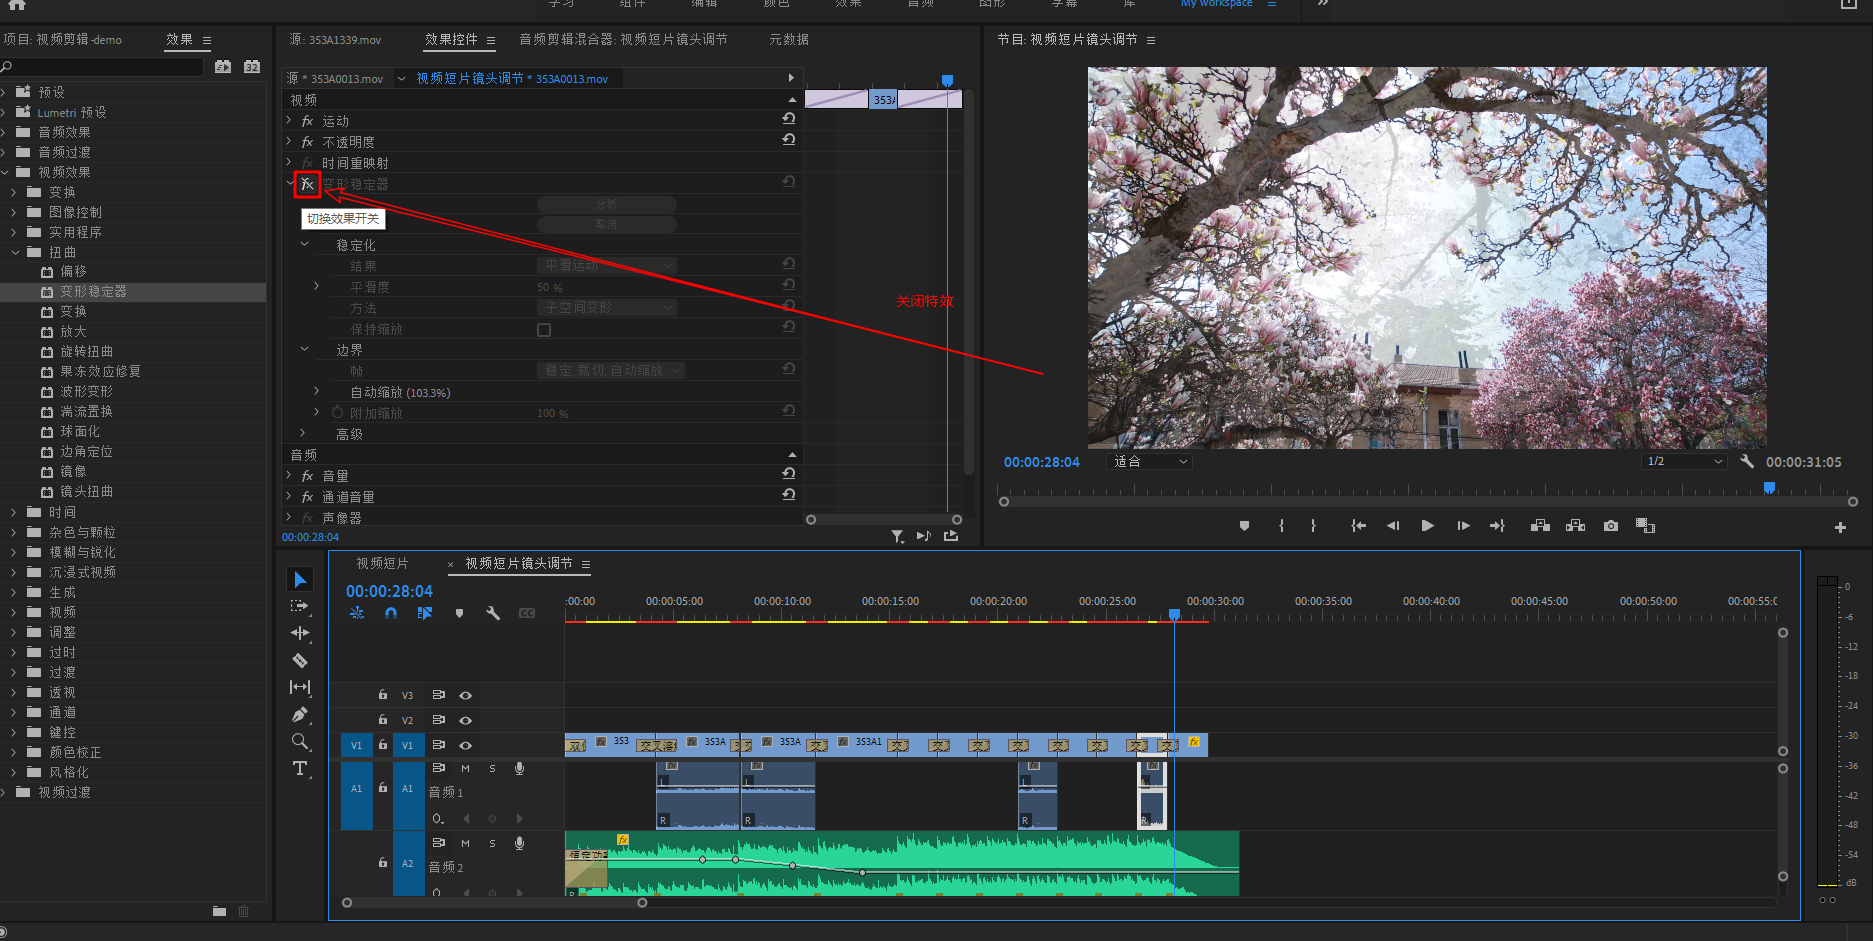 学习
组件
编辑
颜色
效果
音频
图形
字幕
库
My Workspace
项目: 视频剪辑-demo
效果
预设
Lumetri 预设
音频效果
音频过渡
视频效果
变换
图像控制
实用程序
扭曲
偏移
变形稳定器
变换
放大
旋转扭曲
果冻效应修复
波形变形
湍流置换
球面化
边角定位
镜像
镜头扭曲
时间
杂色与颗粒
模糊与锐化
沉浸式视频
生成
视频
调整
过时
过渡
透视
通道
键控
颜色校正
风格化
视频过渡
源: 353A1339.mov
效果控件
音频剪辑混合器: 视频短片镜头调节
元数据
源 * 353A0013.mov
视频短片镜头调节 * 353A0013.mov
视频
353A
fx 运动
fx 不透明度
fx 时间重映射
fx 变形稳定器
切换效果开关
分析
取消
稳定化
结果
平滑运动
平滑度
50 %
方法
子空间变形
保持缩放
边界
帧
稳定, 裁切, 自动缩放
自动缩放 (103.3%)
附加缩放
100 %
高级
音频
fx 音量
fx 通道音量
fx 声像器
00:00:28:04
关闭特效
节目: 视频短片镜头调节
00:00:28:04
适合
1/2
00:00:31:05
视频短片
× 视频短片镜头调节
00:00:28:04
:00:00
00:00:05:00
00:00:10:00
00:00:15:00
00:00:20:00
00:00:25:00
00:00:30:00
00:00:35:00
00:00:40:00
00:00:45:00
00:00:50:00
00:00:55:0
V3
V2
V1
V1
353
交叉溶
353A
353A
353A1
A1
A1
M
S
音频 1
L
R
L
R
L
R
L
R
A2
M
S
音频 2
fx
恒定功率
R
0
-6
-12
-18
-24
-30
-36
-42
-48
-54
dB